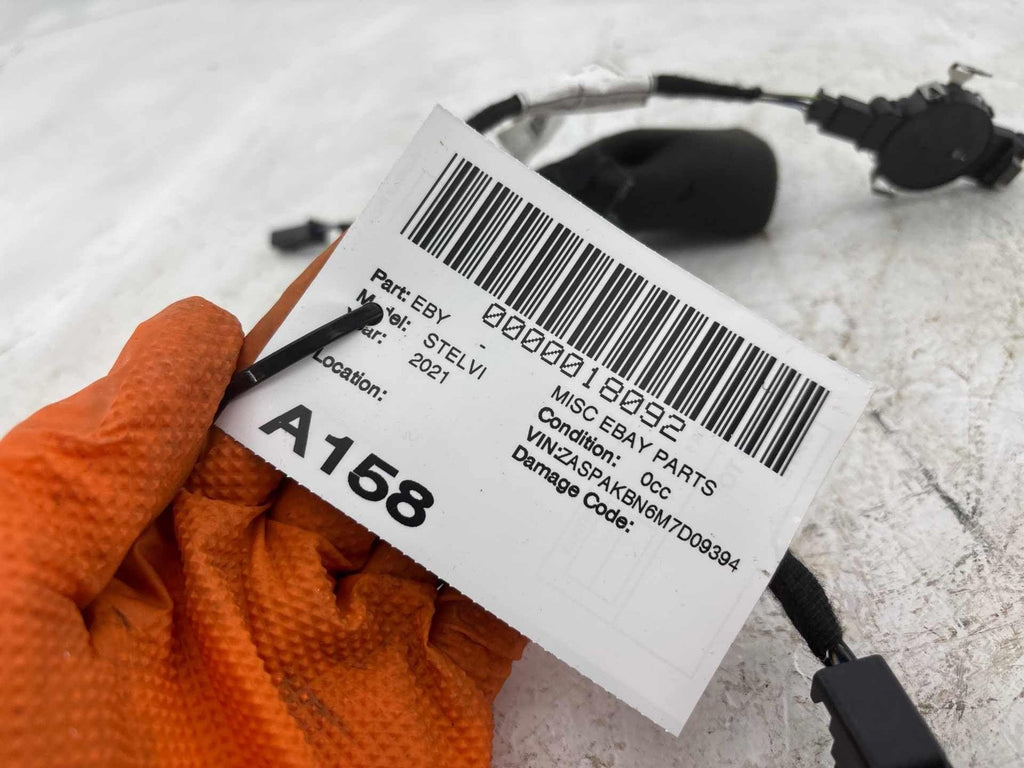 0000018092
Part: EBY - MISC EBAY PARTS
Model: STELVI Condition: 0cc
Year: 2021 VIN:ZASPAKBN6M7D09394
Location: Damage Code:
A158